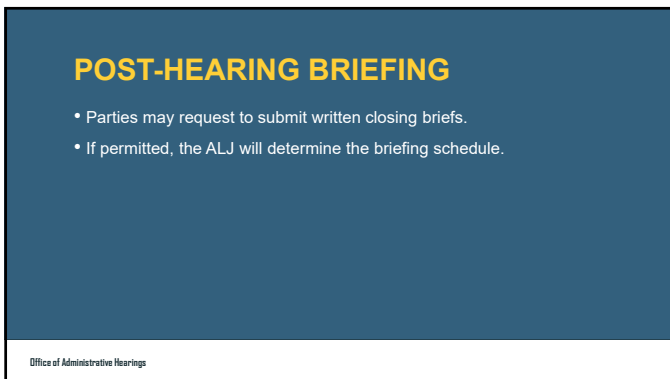 POST-HEARING BRIEFING
• Parties may request to submit written closing briefs.
• If permitted, the ALJ will determine the briefing schedule.
Office of Administrative Hearings